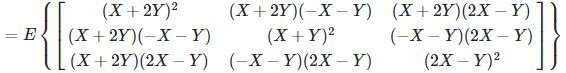 = E { [ (X + 2Y)² (X + 2Y)(−X − Y) (X + 2Y)(2X − Y)
(X + 2Y)(−X − Y) (X + Y)² (−X − Y)(2X − Y)
(X + 2Y)(2X − Y) (−X − Y)(2X − Y) (2X − Y)² ] }